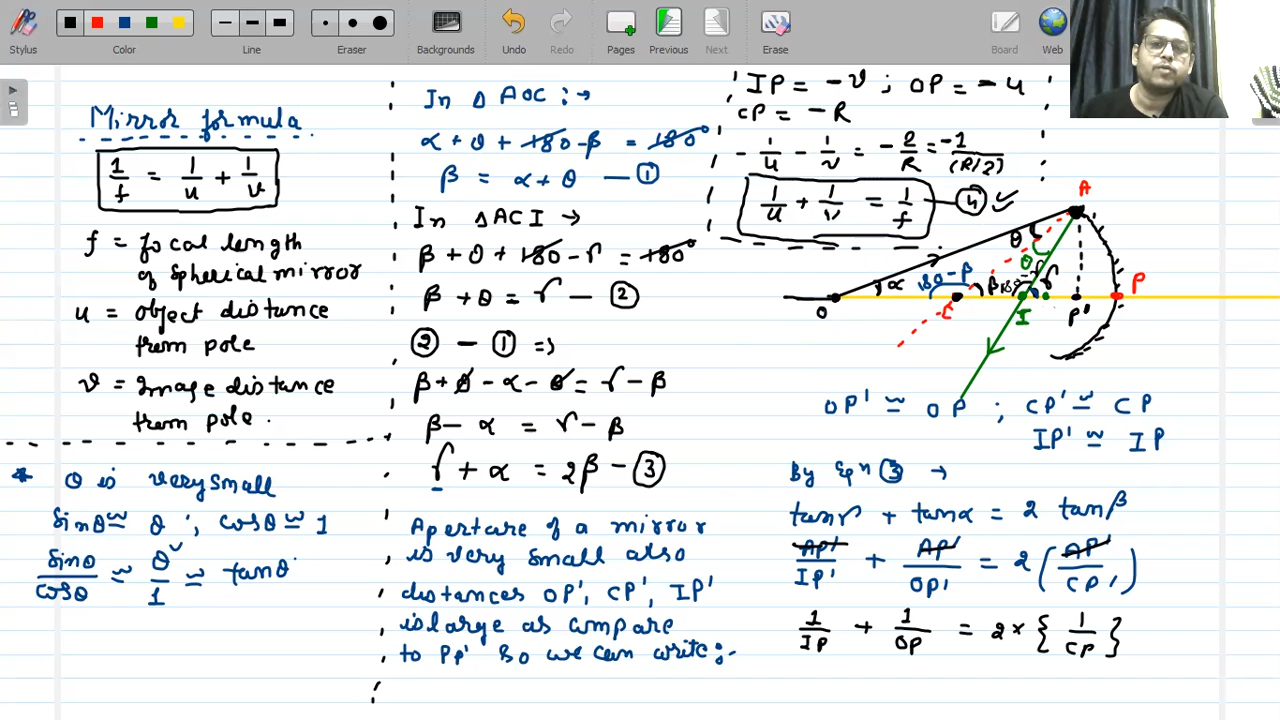 Stylus
Color
Line
Eraser
Backgrounds
Undo
Redo
Pages
Previous
Next
Erase
Board
Web
Mirror formula
1/f = 1/u + 1/v
f = focal length
of spherical mirror
u = object distance
from pole
v = Image distance
from pole.
* θ is very small
sinθ ≃ θ ; cosθ ≃ 1
sinθ/cosθ ≃ θ/1 ≃ tanθ
In Δ AOC :→
α + θ + 180 - β = 180°
β = α + θ — ①
In Δ ACI →
β + θ + 180 - r = 180°
β + θ = r — ②
② - ① ⇒
β + θ - α - θ = r - β
β - α = r - β
r + α = 2β — ③
Aperture of a mirror
is very small also
distances OP', CP', IP'
is large as compare
to PP' so we can write:-
IP = -v ; OP = -u
CP = -R
- 1/u - 1/v = - 2/R = -1/(R/2)
1/u + 1/v = 1/f — ④ ✓
A
θ
θ
α
180-β
β
r
P
O
C
I
P'
OP' ≃ OP ; CP' ≃ CP
IP' ≃ IP
By Eqn ③ →
tan r + tan α = 2 tan β
AP'/IP' + AP'/OP' = 2 (AP'/CP')
1/IP + 1/OP = 2 × { 1/CP }